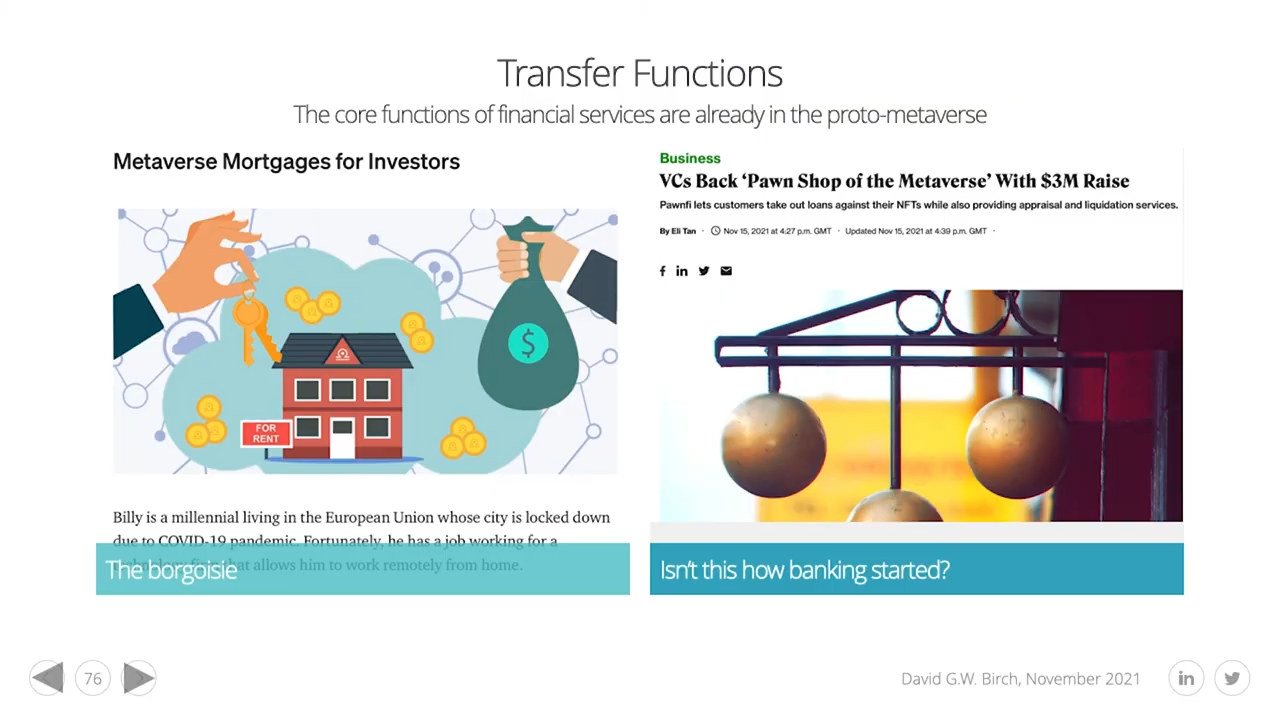 Transfer Functions
The core functions of financial services are already in the proto-metaverse
Metaverse Mortgages for Investors
$
FOR
RENT
Billy is a millennial living in the European Union whose city is locked down
due to COVID-19 pandemic. Fortunately, he has a job working for a
that allows him to work remotely from home.
The borgoisie
Business
VCs Back ‘Pawn Shop of the Metaverse’ With $3M Raise
Pawnfi lets customers take out loans against their NFTs while also providing appraisal and liquidation services.
By Eli Tan · Nov 15, 2021 at 4:27 p.m. GMT · Updated Nov 15, 2021 at 4:39 p.m. GMT ·
f in
Isn't this how banking started?
76
David G.W. Birch, November 2021
in